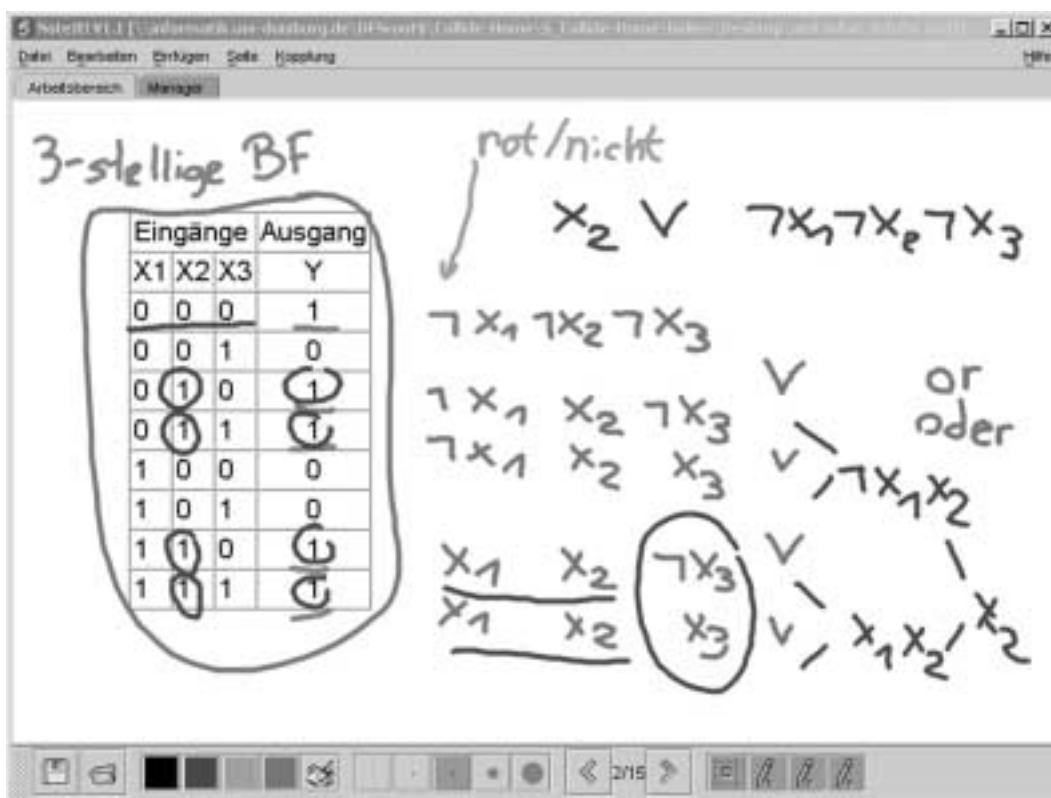 Datei Bearbeiten Einfügen Seite Kopplung Hilfe
Arbeitsbereich Manager
3-stellige BF
not/nicht
x₂ ∨ ¬x₁¬x₂¬x₃
Eingänge Ausgang
X1 X2 X3 Y
0 0 0 1
0 0 1 0
0 1 0 1
0 1 1 1
1 0 0 0
1 0 1 0
1 1 0 1
1 1 1 1
¬x₁ ¬x₂ ¬x₃
¬x₁ x₂ ¬x₃ ∨
¬x₁ x₂ x₃ ∨
¬x₁x₂
x₁ x₂ ¬x₃ ∨
x₁ x₂ x₃ ∨
x₁x₂
x₂
or
oder
2/15